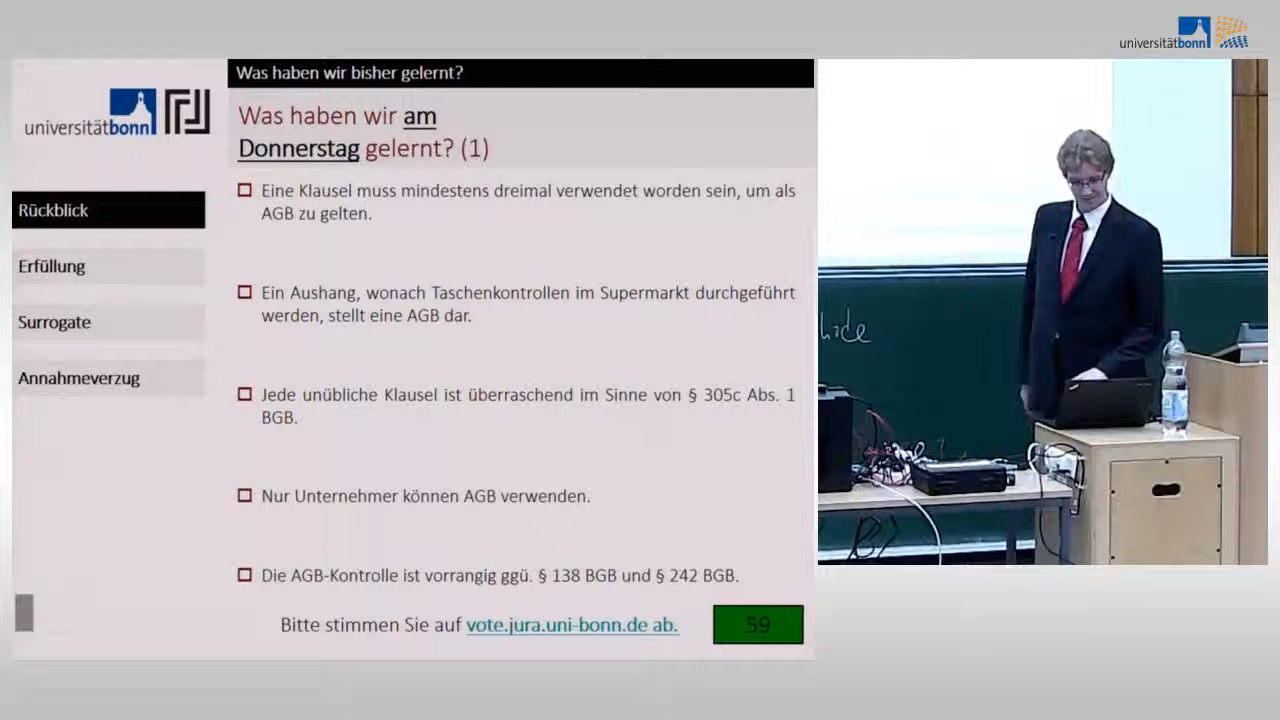 universitätbonn
Was haben wir bisher gelernt?
universitätbonn
Was haben wir am
Donnerstag gelernt? (1)
Rückblick
Erfüllung
Surrogate
Annahmeverzug
Eine Klausel muss mindestens dreimal verwendet worden sein, um als
AGB zu gelten.
Ein Aushang, wonach Taschenkontrollen im Supermarkt durchgeführt
werden, stellt eine AGB dar.
Jede unübliche Klausel ist überraschend im Sinne von § 305c Abs. 1
BGB.
Nur Unternehmer können AGB verwenden.
Die AGB-Kontrolle ist vorrangig ggü. § 138 BGB und § 242 BGB.
Bitte stimmen Sie auf vote.jura.uni-bonn.de ab.
59